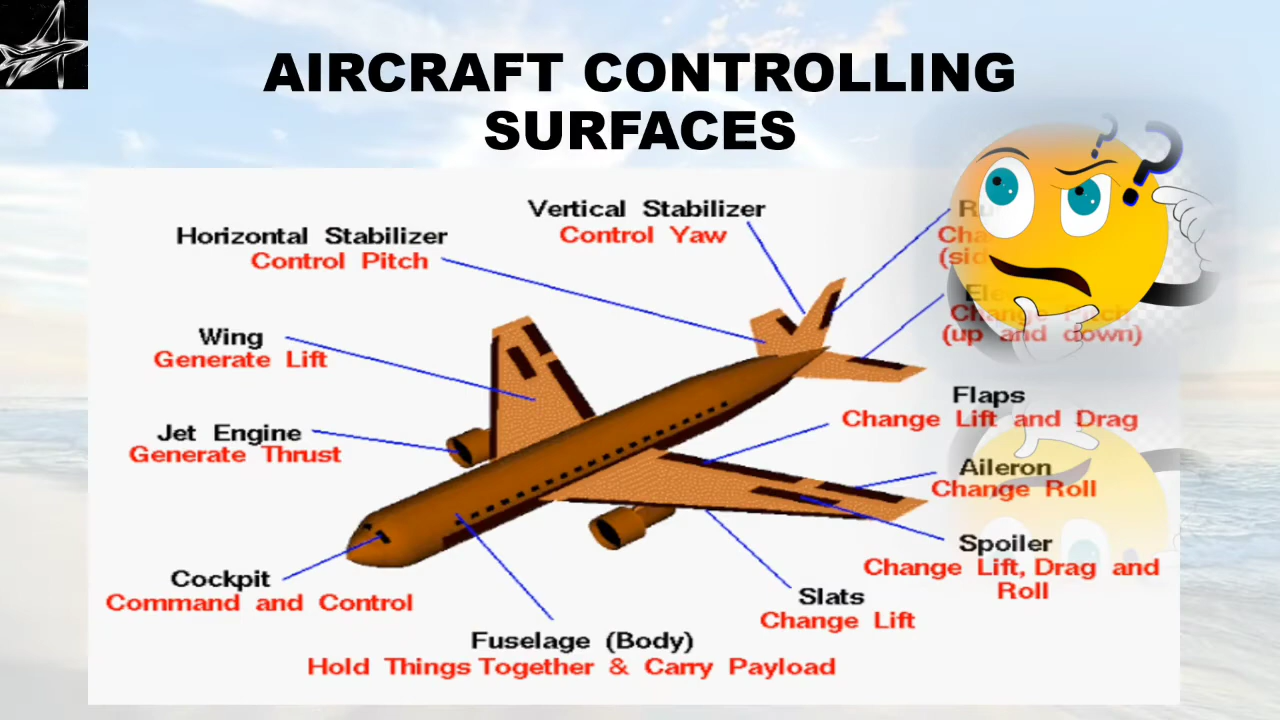 AIRCRAFT CONTROLLING
SURFACES
Vertical Stabilizer
Control Yaw
Horizontal Stabilizer
Control Pitch
Wing
Generate Lift
Jet Engine
Generate Thrust
Change Pitch
(up and down)
Flaps
Change Lift and Drag
Aileron
Change Roll
Spoiler
Change Lift, Drag and
Roll
Slats
Change Lift
Cockpit
Command and Control
Fuselage (Body)
Hold Things Together & Carry Payload